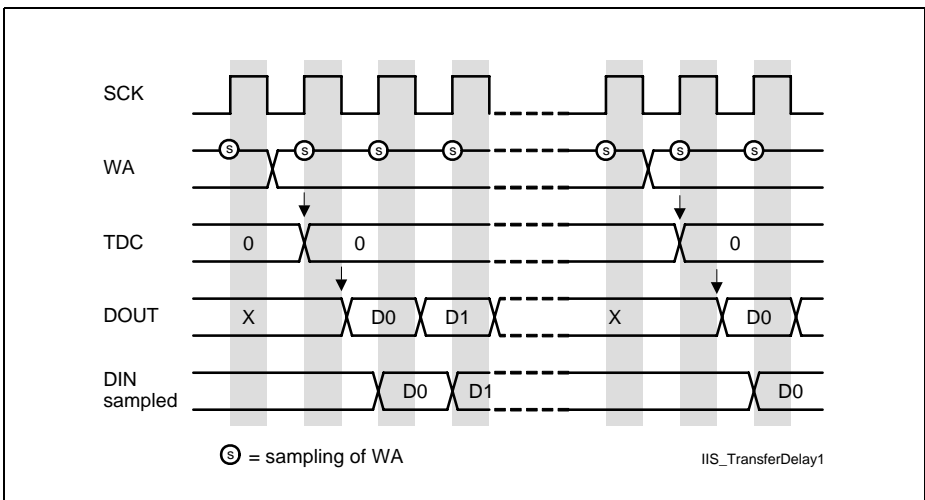 SCK
WA
S S S S S S S
TDC 0 0 0
DOUT X D0 D1 X D0
DIN
sampled D0 D1 D0
S = sampling of WA
IIS_TransferDelay1